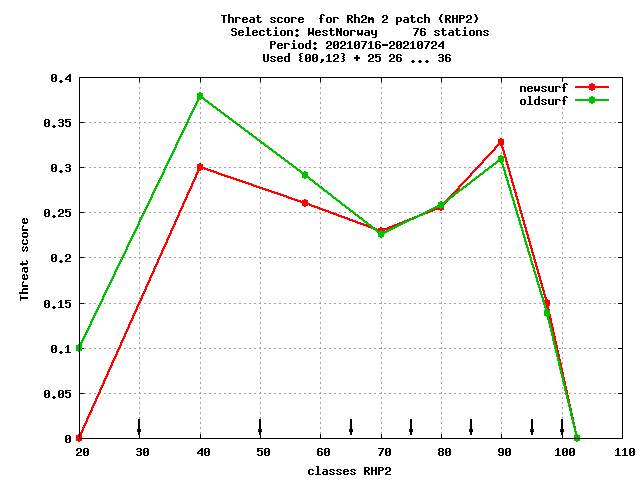 Threat score  for Rh2m 2 patch (RHP2)
Selection: WestNorway     76 stations
Period: 20210716-20210724
Used {00,12} + 25 26 ... 36
newsurf
oldsurf
0.4
0.35
0.3
0.25
0.2
0.15
0.1
0.05
0
Threat score
20 30 40 50 60 70 80 90 100 110
classes RHP2